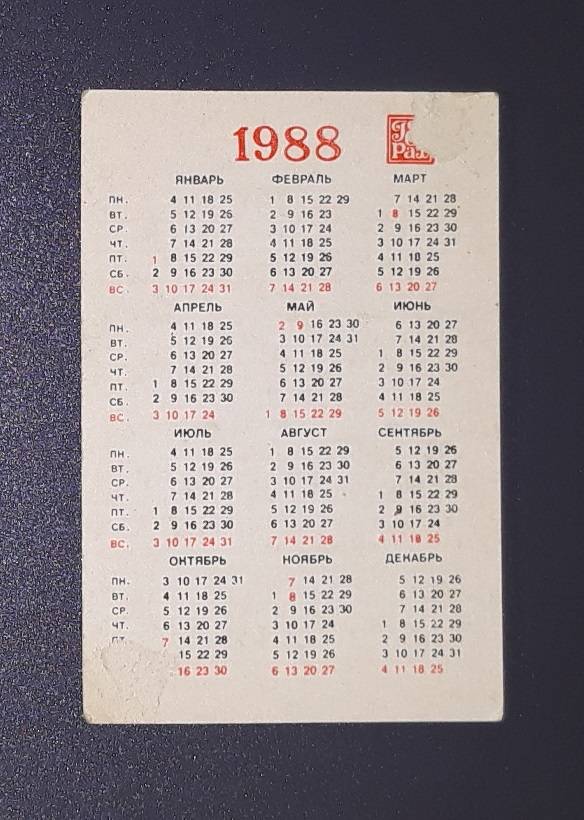 1988
ЯНВАРЬ ФЕВРАЛЬ МАРТ
ПН. 4 11 18 25 1 8 15 22 29 7 14 21 28
ВТ. 5 12 19 26 2 9 16 23 1 8 15 22 29
СР. 6 13 20 27 3 10 17 24 2 9 16 23 30
ЧТ. 7 14 21 28 4 11 18 25 3 10 17 24 31
ПТ. 1 8 15 22 29 5 12 19 26 4 11 18 25
СБ. 2 9 16 23 30 6 13 20 27 5 12 19 26
ВС. 3 10 17 24 31 7 14 21 28 6 13 20 27
АПРЕЛЬ МАЙ ИЮНЬ
ПН. 4 11 18 25 2 9 16 23 30 6 13 20 27
ВТ. 5 12 19 26 3 10 17 24 31 7 14 21 28
СР. 6 13 20 27 4 11 18 25 1 8 15 22 29
ЧТ. 7 14 21 28 5 12 19 26 2 9 16 23 30
ПТ. 1 8 15 22 29 6 13 20 27 3 10 17 24
СБ. 2 9 16 23 30 7 14 21 28 4 11 18 25
ВС. 3 10 17 24 1 8 15 22 29 5 12 19 26
ИЮЛЬ АВГУСТ СЕНТЯБРЬ
ПН. 4 11 18 25 1 8 15 22 29 5 12 19 26
ВТ. 5 12 19 26 2 9 16 23 30 6 13 20 27
СР. 6 13 20 27 3 10 17 24 31 7 14 21 28
ЧТ. 7 14 21 28 4 11 18 25 1 8 15 22 29
ПТ. 1 8 15 22 29 5 12 19 26 2 9 16 23 30
СБ. 2 9 16 23 30 6 13 20 27 3 10 17 24
ВС. 3 10 17 24 31 7 14 21 28 4 11 18 25
ОКТЯБРЬ НОЯБРЬ ДЕКАБРЬ
ПН. 3 10 17 24 31 7 14 21 28 5 12 19 26
ВТ. 4 11 18 25 1 8 15 22 29 6 13 20 27
СР. 5 12 19 26 2 9 16 23 30 7 14 21 28
ЧТ. 6 13 20 27 3 10 17 24 1 8 15 22 29
7 14 21 28 4 11 18 25 2 9 16 23 30
15 22 29 5 12 19 26 3 10 17 24 31
16 23 30 6 13 20 27 4 11 18 25